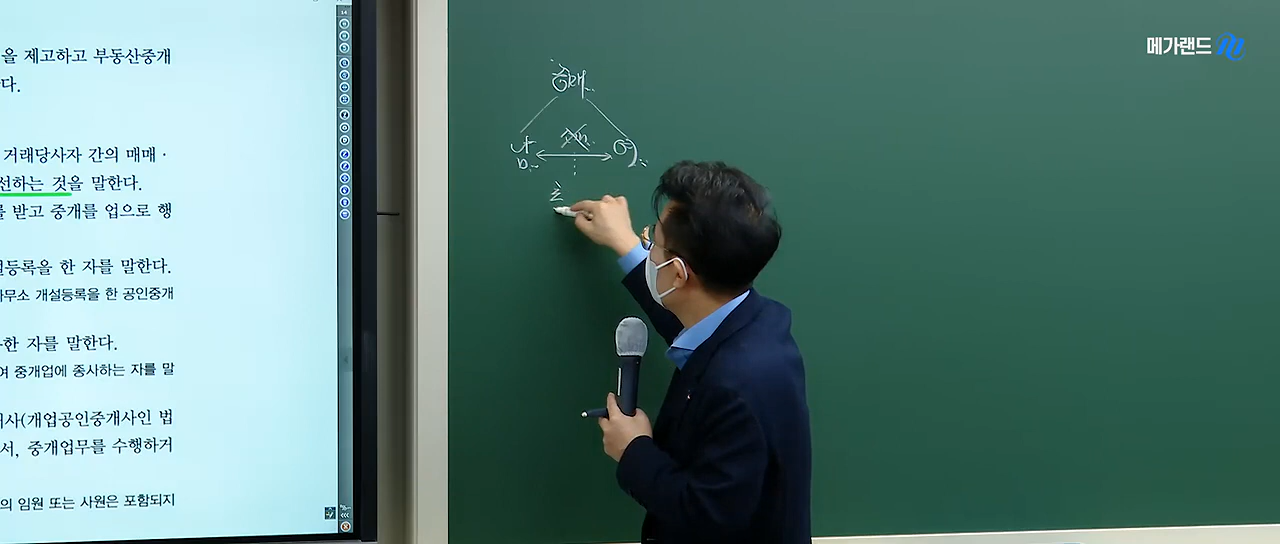 을 제고하고 부동산중개
다.
거래당사자 간의 매매 ·
선하는 것을 말한다.
를 받고 중개를 업으로 행
설등록을 한 자를 말한다.
사무소 개설등록을 한 공인중개
한 자를 말한다.
여 중개업에 종사하는 자를 말
개사(개업공인중개사인 법
서, 중개업무를 수행하거
의 임원 또는 사원은 포함되지
중개
메가랜드